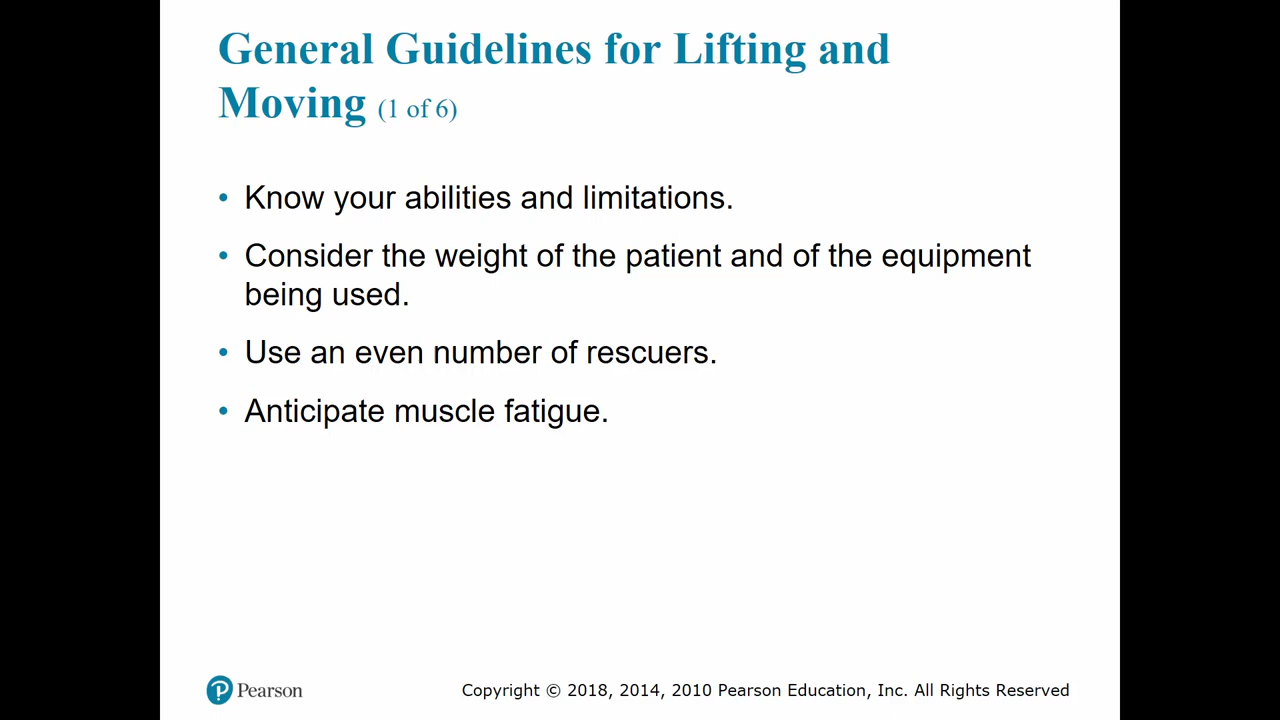 General Guidelines for Lifting and
Moving (1 of 6)
• Know your abilities and limitations.
• Consider the weight of the patient and of the equipment
being used.
• Use an even number of rescuers.
• Anticipate muscle fatigue.
P Pearson
Copyright © 2018, 2014, 2010 Pearson Education, Inc. All Rights Reserved